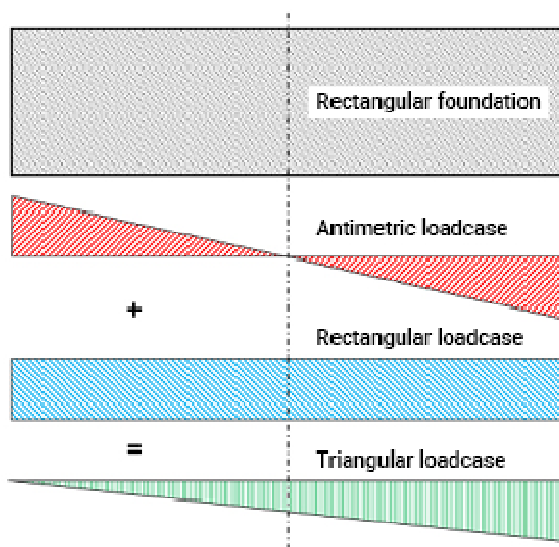 Rectangular foundation
Antimetric loadcase
+
Rectangular loadcase
=
Triangular loadcase